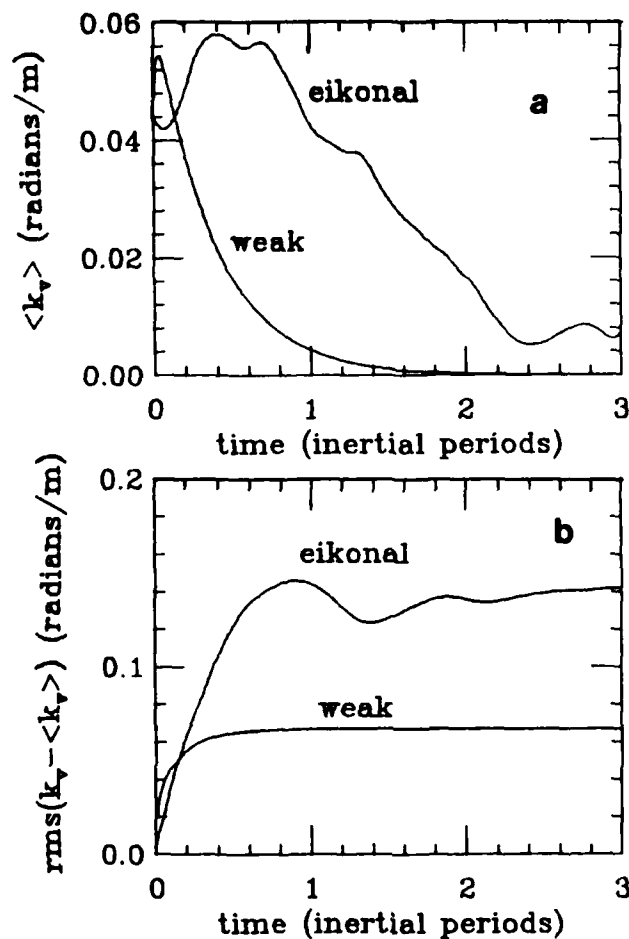 0.06
0.04
0.02
0.00
<k_v> (radians/m)
eikonal
a
weak
0 1 2 3
time (inertial periods)
0.2
0.1
0.0
rms(k_v-<k_v>) (radians/m)
b
eikonal
weak
0 1 2 3
time (inertial periods)